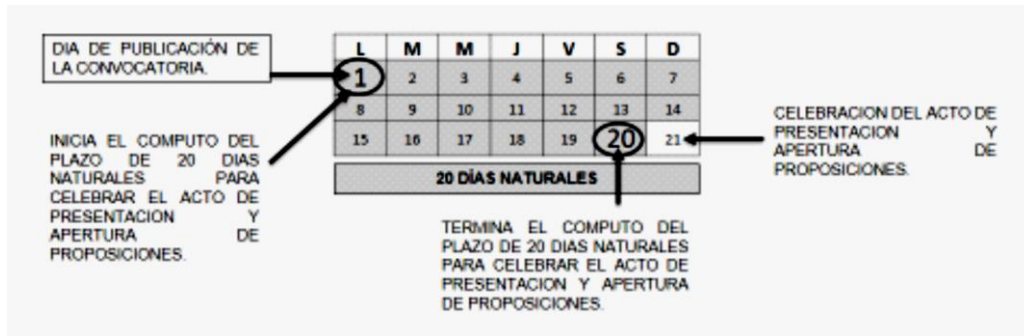 DIA DE PUBLICACIÓN DE
LA CONVOCATORIA.
L M M J V S D
1 2 3 4 5 6 7
8 9 10 11 12 13 14
15 16 17 18 19 20 21
20 DÍAS NATURALES
INICIA EL COMPUTO DEL
PLAZO DE 20 DIAS
NATURALES PARA
CELEBRAR EL ACTO DE
PRESENTACION Y
APERTURA DE
PROPOSICIONES.
CELEBRACION DEL ACTO DE
PRESENTACION Y
APERTURA DE
PROPOSICIONES.
TERMINA EL COMPUTO DEL
PLAZO DE 20 DIAS NATURALES
PARA CELEBRAR EL ACTO DE
PRESENTACION Y APERTURA
DE PROPOSICIONES.